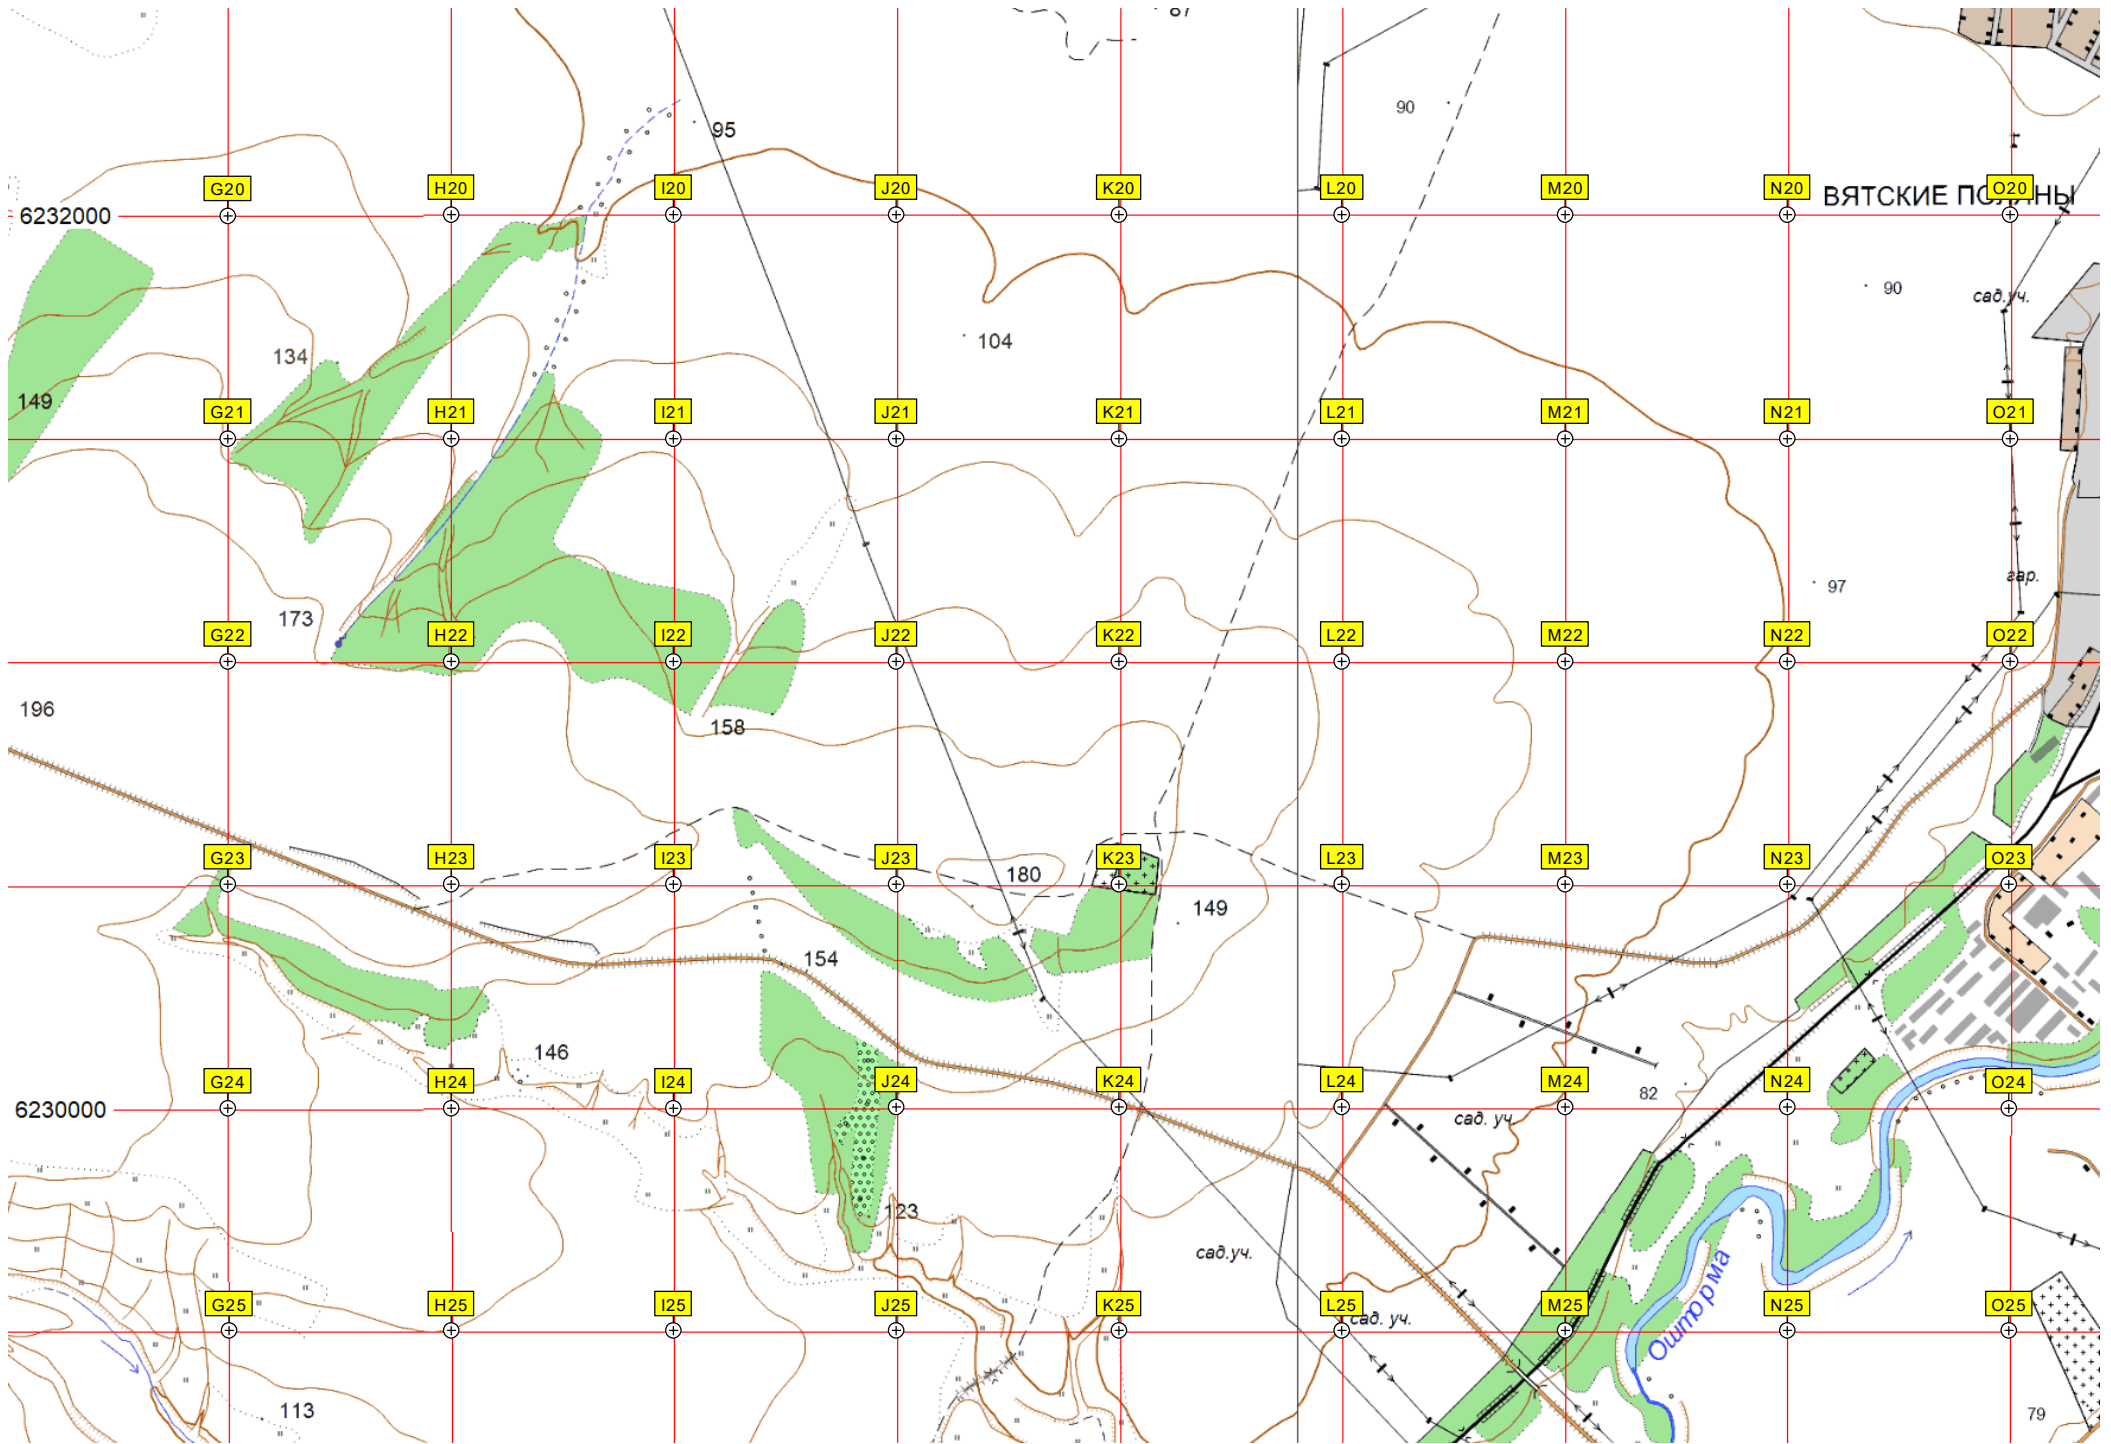 87
95
90
G20 H20 I20 J20 K20 L20 M20 N20 O20
6232000
ВЯТСКИЕ ПОЛЯНЫ
90
сад.уч.
104
134
149
G21 H21 I21 J21 K21 L21 M21 N21 O21
гар.
97
173
G22 H22 I22 J22 K22 L22 M22 N22 O22
196
158
G23 H23 I23 J23 K23 L23 M23 N23 O23
180
149
154
146
G24 H24 I24 J24 K24 L24 M24 N24 O24
82
6230000
сад. уч.
123
сад.уч.
Ошторма
G25 H25 I25 J25 K25 L25 M25 N25 O25
сад. уч.
113
79